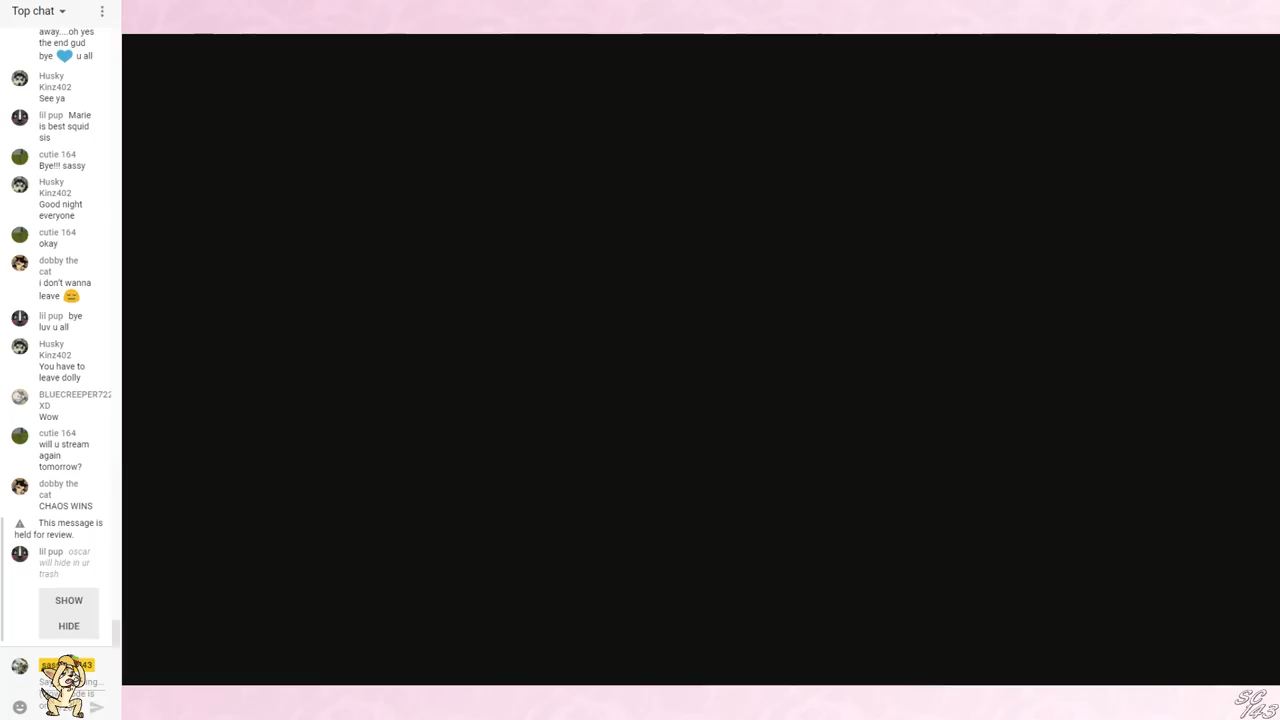 Top chat
away....oh yes
the end gud
bye 💙 u all
Husky
Kinz402
See ya
lil pup Marie
is best squid
sis
cutie 164
Bye!!! sassy
Husky
Kinz402
Good night
everyone
cutie 164
okay
dobby the
cat
i don't wanna
leave 😔
lil pup bye
luv u all
Husky
Kinz402
You have to
leave dolly
BLUECREEPER722
XD
Wow
cutie 164
will u stream
again
tomorrow?
dobby the
cat
CHAOS WINS
This message is
held for review.
lil pup oscar
will hide in ur
trash
SHOW
HIDE
SC
143